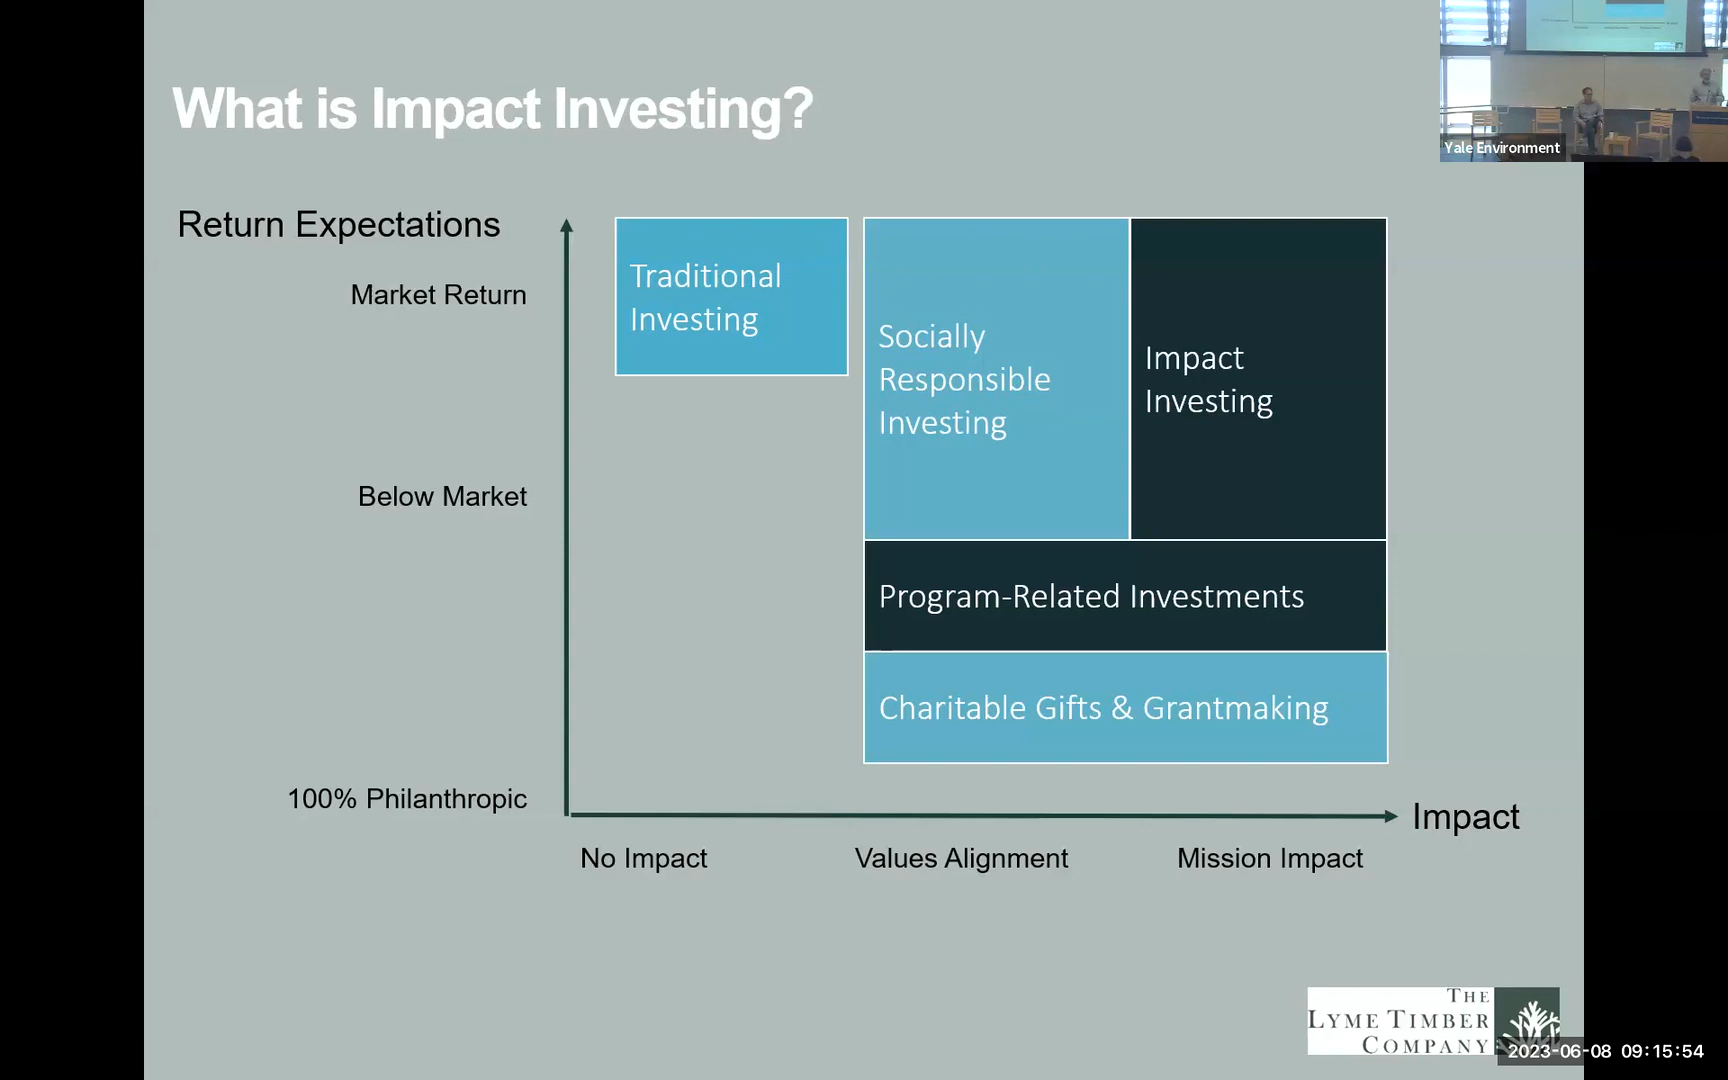 What is Impact Investing?
Yale Environment
Return Expectations
Market Return
Below Market
100% Philanthropic
Traditional
Investing
Socially
Responsible
Investing
Impact
Investing
Program-Related Investments
Charitable Gifts & Grantmaking
Impact
No Impact
Values Alignment
Mission Impact
THE
LYME TIMBER
COMPANY
2023-06-08 09:15:54